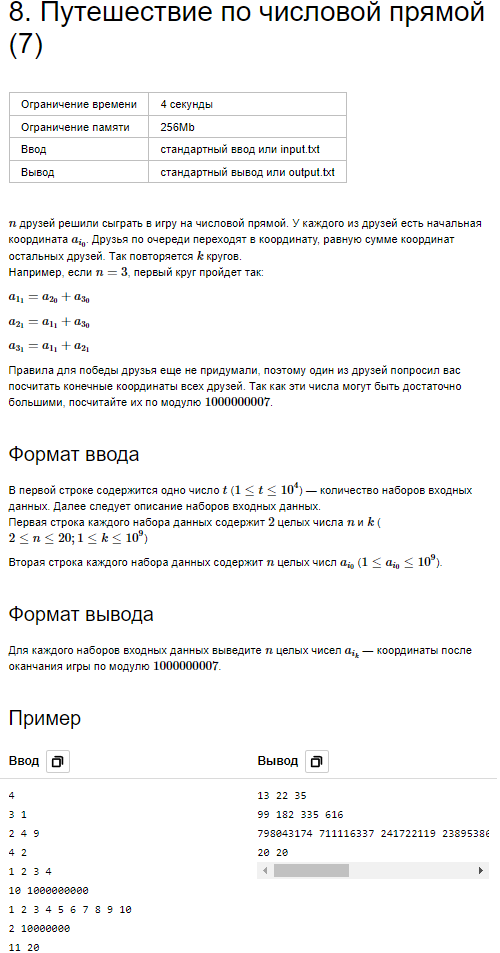 8. Путешествие по числовой прямой
(7)
Ограничение времени 4 секунды
Ограничение памяти 256Mb
Ввод стандартный ввод или input.txt
Вывод стандартный вывод или output.txt
n друзей решили сыграть в игру на числовой прямой. У каждого из друзей есть начальная
координата a_{i_0}. Друзья по очереди переходят в координату, равную сумме координат
остальных друзей. Так повторяется k кругов.
Например, если n = 3, первый круг пройдет так:
a_{1_1} = a_{2_0} + a_{3_0}
a_{2_1} = a_{1_1} + a_{3_0}
a_{3_1} = a_{1_1} + a_{2_1}
Правила для победы друзья еще не придумали, поэтому один из друзей попросил вас
посчитать конечные координаты всех друзей. Так как эти числа могут быть достаточно
большими, посчитайте их по модулю 1000000007.
Формат ввода
В первой строке содержится одно число t (1 ≤ t ≤ 10^4) — количество наборов входных
данных. Далее следует описание наборов входных данных.
Первая строка каждого набора данных содержит 2 целых числа n и k (
2 ≤ n ≤ 20; 1 ≤ k ≤ 10^9)
Вторая строка каждого набора данных содержит n целых числ a_{i_0} (1 ≤ a_{i_0} ≤ 10^9).
Формат вывода
Для каждого наборов входных данных выведите n целых чисел a_{i_k} — координаты после
оканчания игры по модулю 1000000007.
Пример
Ввод
4
3 1
2 4 9
4 2
1 2 3 4
10 1000000000
1 2 3 4 5 6 7 8 9 10
2 10000000
11 20
Вывод
13 22 35
99 182 335 616
798043174 711116337 241722119 23895386
20 20